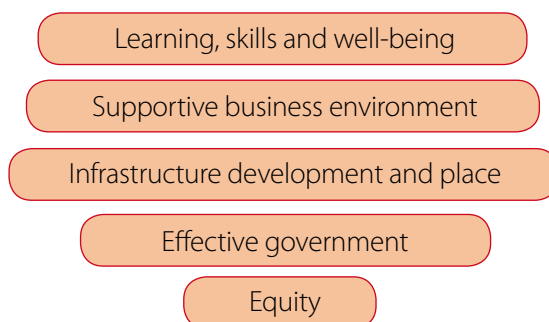 Learning, skills and well-being
Supportive business environment
Infrastructure development and place
Effective government
Equity